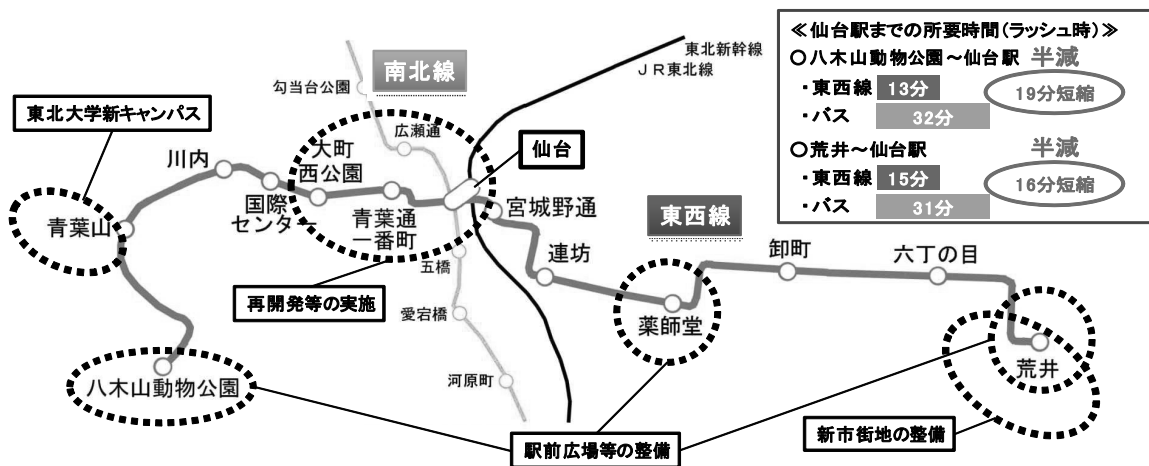 ≪仙台駅までの所要時間(ラッシュ時)≫
○八木山動物公園～仙台駅 半減
・東西線 13分
19分短縮
・バス 32分
○荒井～仙台駅 半減
・東西線 15分
16分短縮
・バス 31分
東北新幹線
JR東北線
南北線
勾当台公園
東北大学新キャンパス
広瀬通
仙台
川内
大町
西公園
国際
センター
青葉通
一番町
宮城野通
東西線
青葉山
五橋
連坊
卸町
六丁の目
再開発等の実施
愛宕橋
薬師堂
荒井
八木山動物公園
河原町
駅前広場等の整備
新市街地の整備